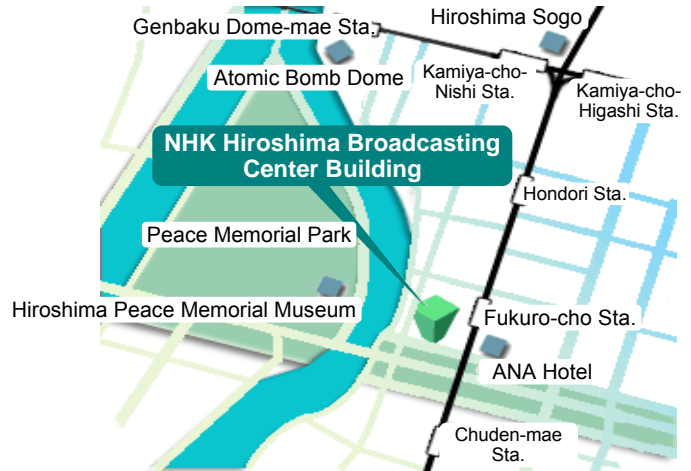 Hiroshima Sogo
Genbaku Dome-mae Sta.
Atomic Bomb Dome
Kamiya-cho-
Nishi Sta.
Kamiya-cho-
Higashi Sta.
NHK Hiroshima Broadcasting
Center Building
Hondori Sta.
Peace Memorial Park
Hiroshima Peace Memorial Museum
Fukuro-cho Sta.
ANA Hotel
Chuden-mae
Sta.